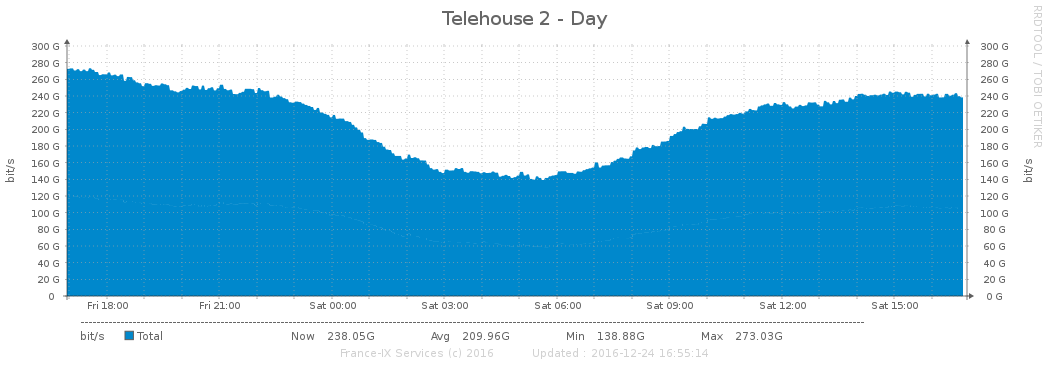 Telehouse 2 - Day
RRDTOOL / TOBI OETIKER
300 G 300 G
280 G 280 G
260 G 260 G
240 G 240 G
220 G 220 G
200 G 200 G
180 G 180 G
160 G 160 G
140 G 140 G
120 G 120 G
100 G 100 G
80 G 80 G
60 G 60 G
40 G 40 G
20 G 20 G
0 0 G
bit/s bit/s
Fri 18:00 Fri 21:00 Sat 00:00 Sat 03:00 Sat 06:00 Sat 09:00 Sat 12:00 Sat 15:00
bit/s Total Now 238.05G Avg 209.96G Min 138.88G Max 273.03G
France-IX Services (c) 2016 Updated : 2016-12-24 16:55:14